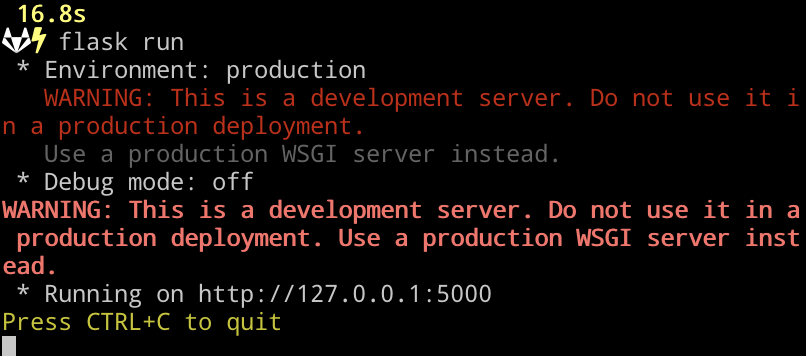 16.8s
flask run
* Environment: production
WARNING: This is a development server. Do not use it i
n a production deployment.
Use a production WSGI server instead.
* Debug mode: off
WARNING: This is a development server. Do not use it in a
production deployment. Use a production WSGI server inst
ead.
* Running on http://127.0.0.1:5000
Press CTRL+C to quit